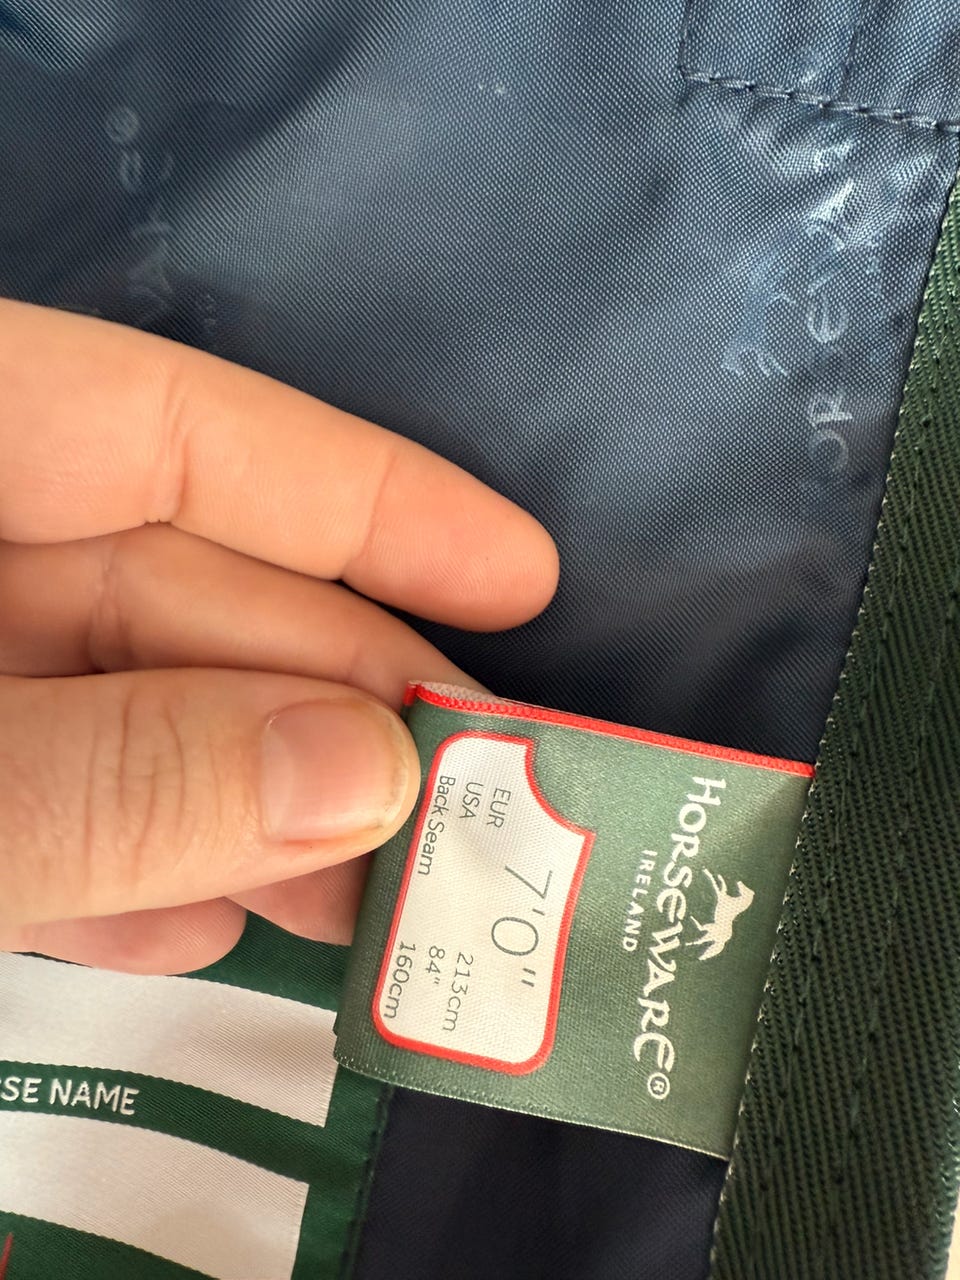 HORSEWARE®
IRELAND
7'0"
EUR 213cm
USA 84"
Back Seam 160cm
SE NAME